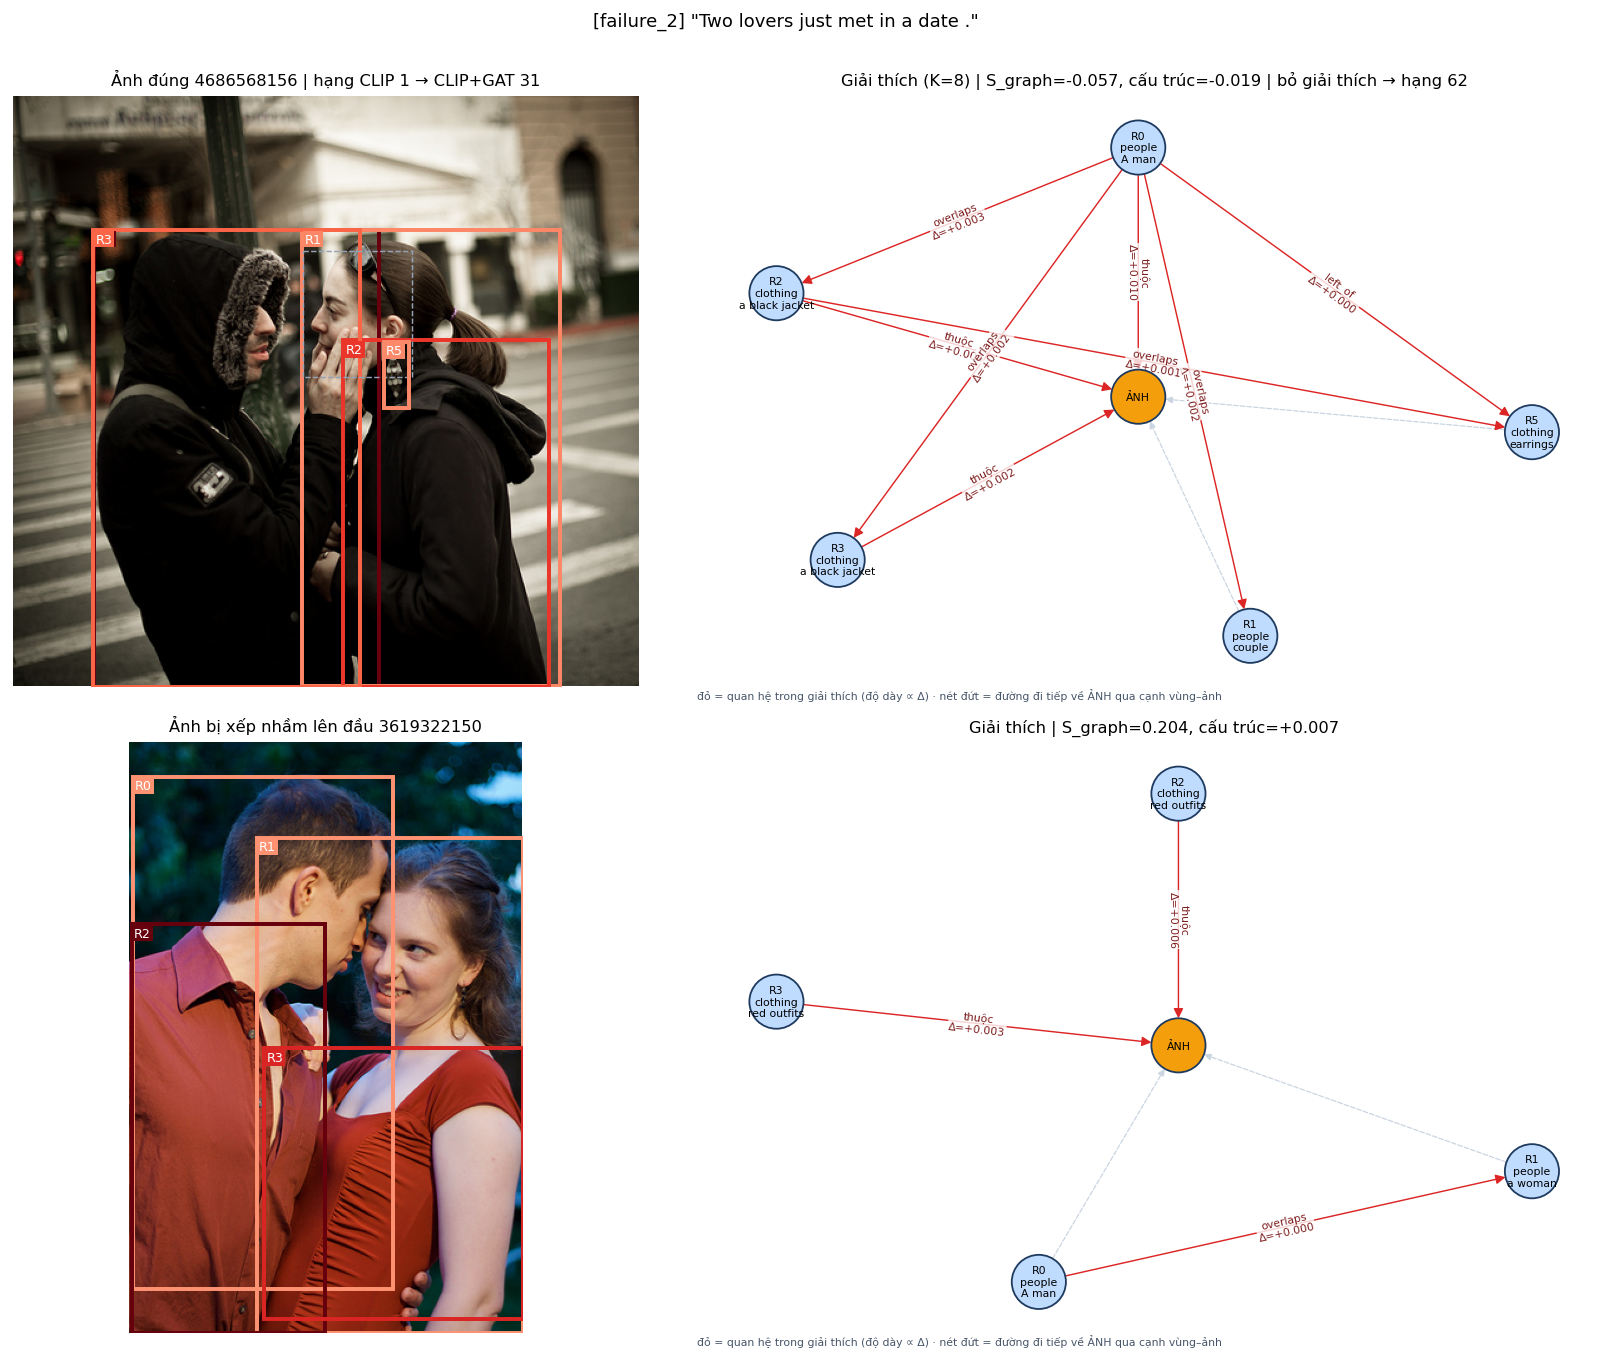 [failure_2] "Two lovers just met in a date ."
Ảnh đúng 4686568156 | hạng CLIP 1 → CLIP+GAT 31
R3
R1
R2
R5
Giải thích (K=8) | S_graph=-0.057, cấu trúc=-0.019 | bỏ giải thích → hạng 62
R0
people
A man
overlaps
Δ=+0.003
thuộc
Δ=+0.010
left_of
Δ=+0.000
R2
clothing
a black jacket
thuộc
overlaps
Δ=+0.002
overlaps
Δ=+0.001
overlaps
Δ=+0.002
ẢNH
R5
clothing
earrings
thuộc
Δ=+0.002
R3
clothing
a black jacket
R1
people
couple
đỏ = quan hệ trong giải thích (độ dày ∝ Δ) · nét đứt = đường đi tiếp về ẢNH qua cạnh vùng–ảnh
Ảnh bị xếp nhầm lên đầu 3619322150
R0
R1
R2
R3
Giải thích | S_graph=0.204, cấu trúc=+0.007
R2
clothing
red outfits
thuộc
Δ=+0.006
R3
clothing
red outfits
thuộc
Δ=+0.003
ẢNH
R1
people
a woman
overlaps
Δ=+0.000
R0
people
A man
đỏ = quan hệ trong giải thích (độ dày ∝ Δ) · nét đứt = đường đi tiếp về ẢNH qua cạnh vùng–ảnh